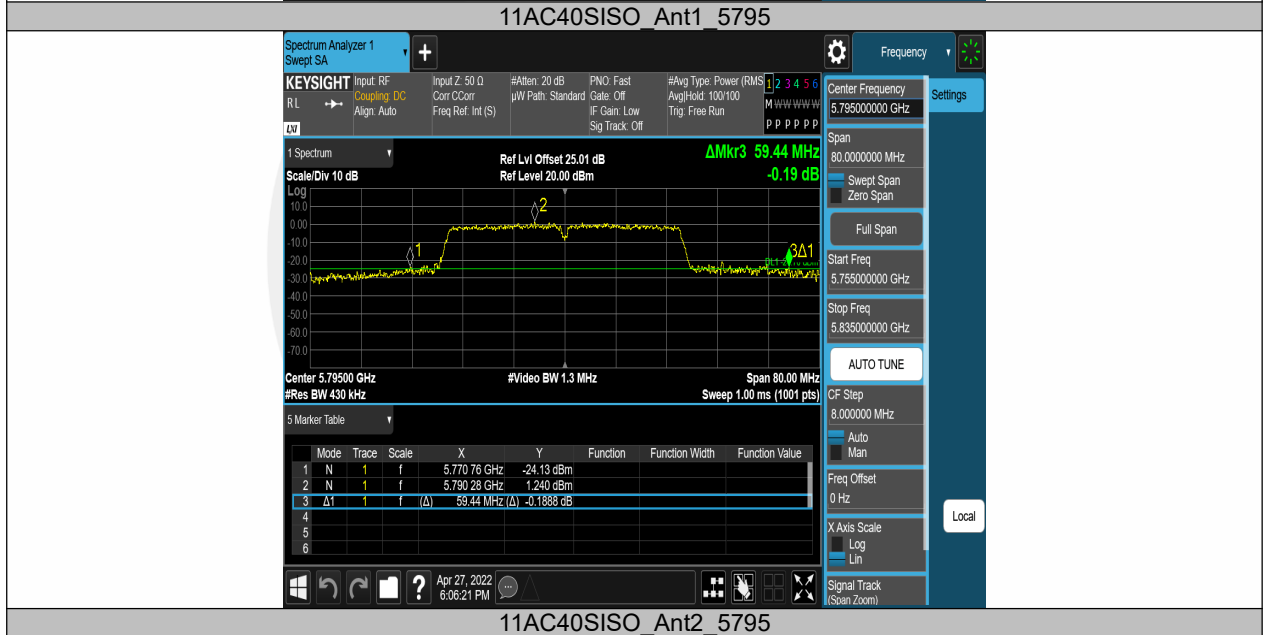 11AC40SISO_Ant1_5795
Spectrum Analyzer 1
Swept SA
+
Frequency
KEYSIGHT
RL
LXI
Input: RF
Coupling: DC
Align: Auto
Input Z: 50 Ω
Corr CCorr
Freq Ref: Int (S)
#Atten: 20 dB
µW Path: Standard
PNO: Fast
Gate: Off
IF Gain: Low
Sig Track: Off
#Avg Type: Power (RMS
Avg|Hold: 100/100
Trig: Free Run
1 2 3 4 5 6
M W W W W W
P P P P P P
Center Frequency
5.795000000 GHz
Settings
Span
80.0000000 MHz
Swept Span
Zero Span
Full Span
Start Freq
5.755000000 GHz
Stop Freq
5.835000000 GHz
AUTO TUNE
CF Step
8.000000 MHz
Auto
Man
Freq Offset
0 Hz
X Axis Scale
Log
Lin
Signal Track
(Span Zoom)
Local
1 Spectrum
Scale/Div 10 dB
Ref Lvl Offset 25.01 dB
Ref Level 20.00 dBm
ΔMkr3 59.44 MHz
-0.19 dB
Log
10.0
0.00
-10.0
-20.0
-30.0
-40.0
-50.0
-60.0
-70.0
1
2
3Δ1
Center 5.79500 GHz
#Video BW 1.3 MHz
Span 80.00 MHz
#Res BW 430 kHz
Sweep 1.00 ms (1001 pts)
5 Marker Table
Mode Trace Scale X Y Function Function Width Function Value
1 N 1 f 5.770 76 GHz -24.13 dBm
2 N 1 f 5.790 28 GHz 1.240 dBm
3 Δ1 1 f (Δ) 59.44 MHz (Δ) -0.1888 dB
4
5
6
?
Apr 27, 2022
6:06:21 PM
11AC40SISO_Ant2_5795